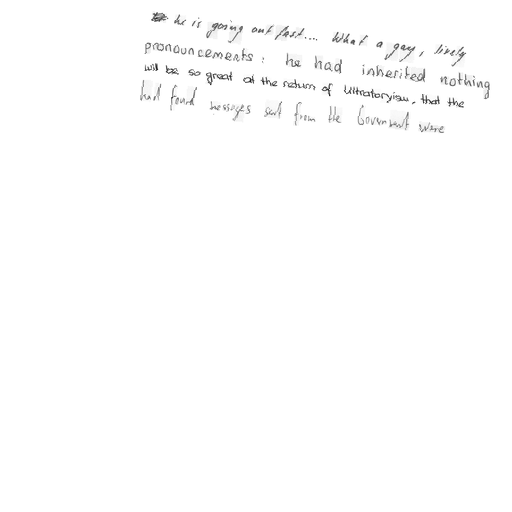 he is going out fast.... What a gay, lively
pronouncements: he had inherited nothing
will be so great at the return of Ultratoryism, that the
had found messages sent from the Government were